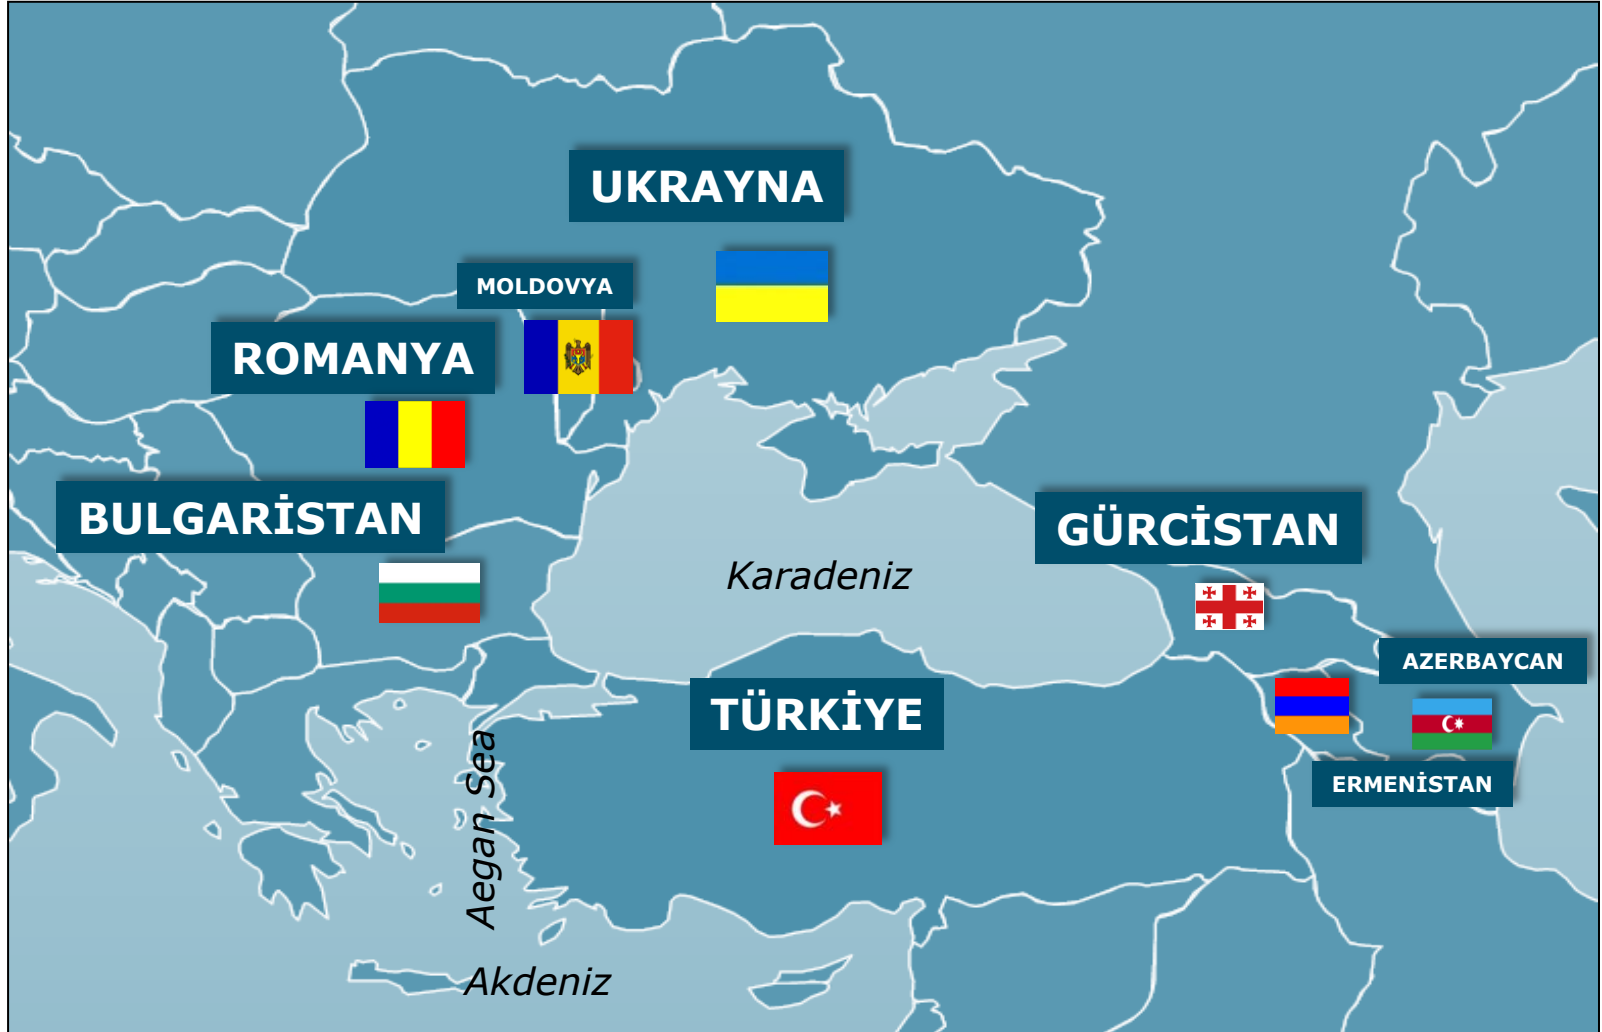 UKRAYNA
MOLDOVYA
ROMANYA
BULGARİSTAN
GÜRCİSTAN
Karadeniz
AZERBAYCAN
TÜRKİYE
ERMENİSTAN
Aegan Sea
Akdeniz